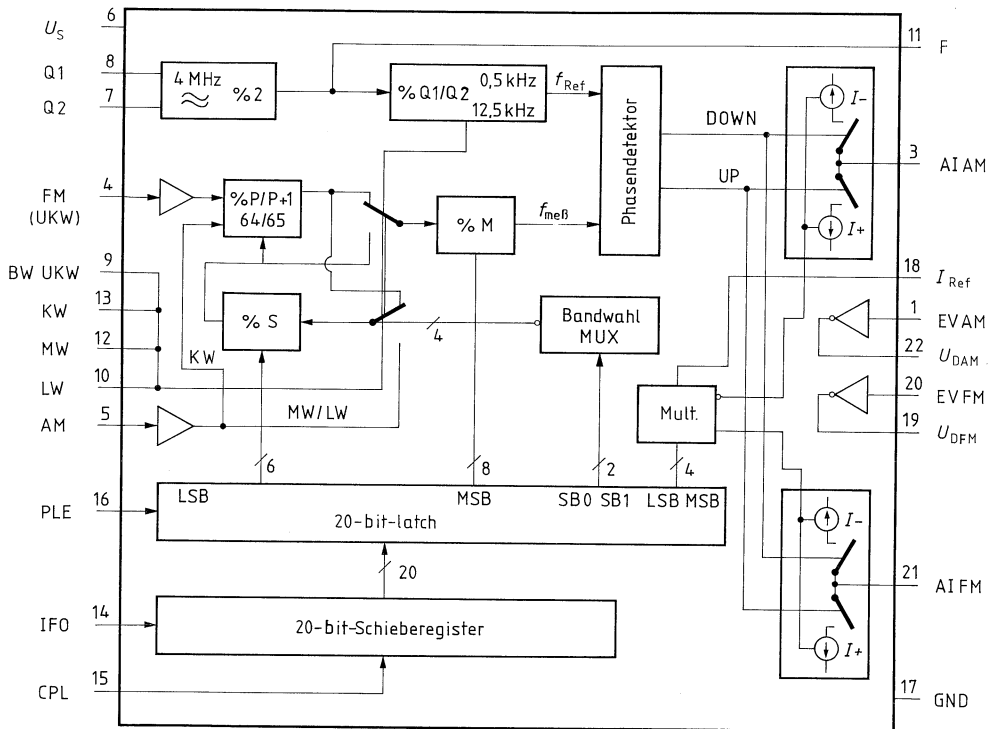 6
U_S
8
Q1
7
Q2
4 MHz
%2
%Q1/Q2
0,5 kHz
12,5 kHz
f_Ref
11
F
I−
DOWN
3
AI AM
UP
I+
Phasendetektor
4
FM
(UKW)
%P/P+1
64/65
% M
f_meß
9
BW UKW
13
KW
12
MW
10
LW
5
AM
% S
KW
MW/LW
4
Bandwahl
MUX
18
I_Ref
1
EVAM
22
U_DAM
20
EVFM
19
U_DFM
Mult.
6
8
2
4
16
PLE
LSB
MSB
SB0 SB1
LSB MSB
20-bit-latch
I−
20
21
AIFM
14
IFO
20-bit-Schieberegister
I+
15
CPL
17
GND